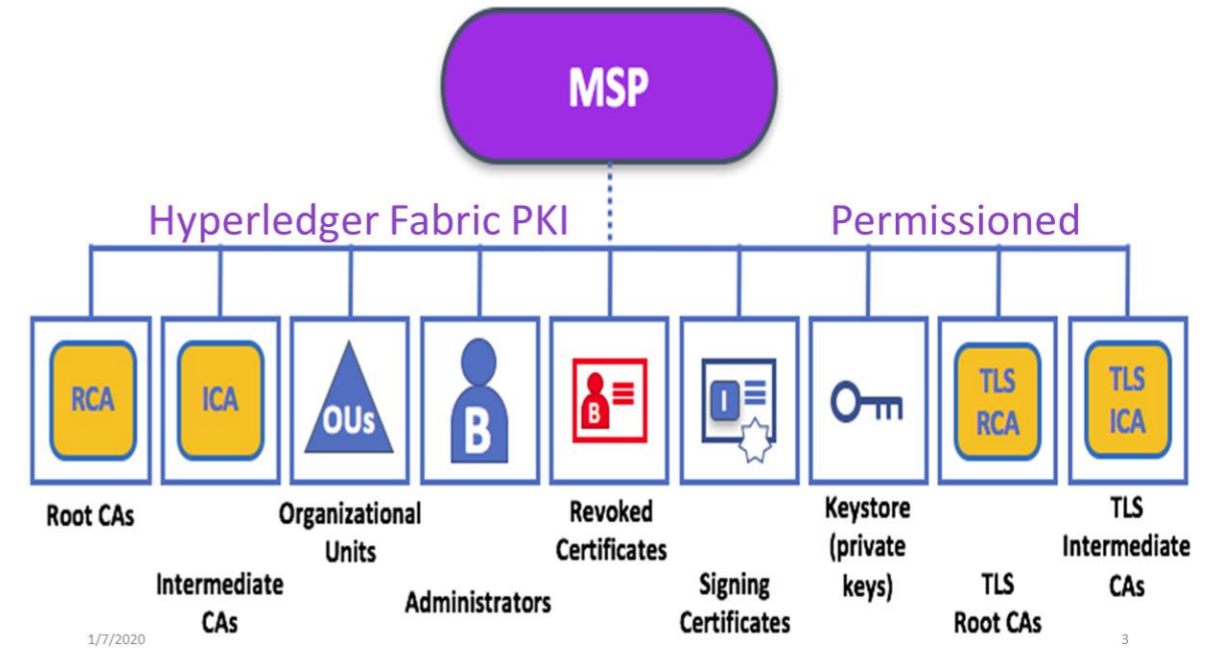 MSP
Hyperledger Fabric PKI
Permissioned
RCA
ICA
OUs
B
B
I
TLS
RCA
TLS
ICA
Root CAs
Intermediate
CAs
Organizational
Units
Administrators
Revoked
Certificates
Signing
Certificates
Keystore
(private
keys)
TLS
Root CAs
TLS
Intermediate
CAs
1/7/2020
3